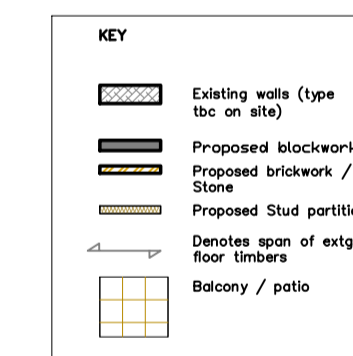 KEY
Existing walls (type
tbc on site)
Proposed blockwork
Proposed brickwork /
Stone
Proposed Stud
Denotes span of extg
floor timbers
Balcony / patio